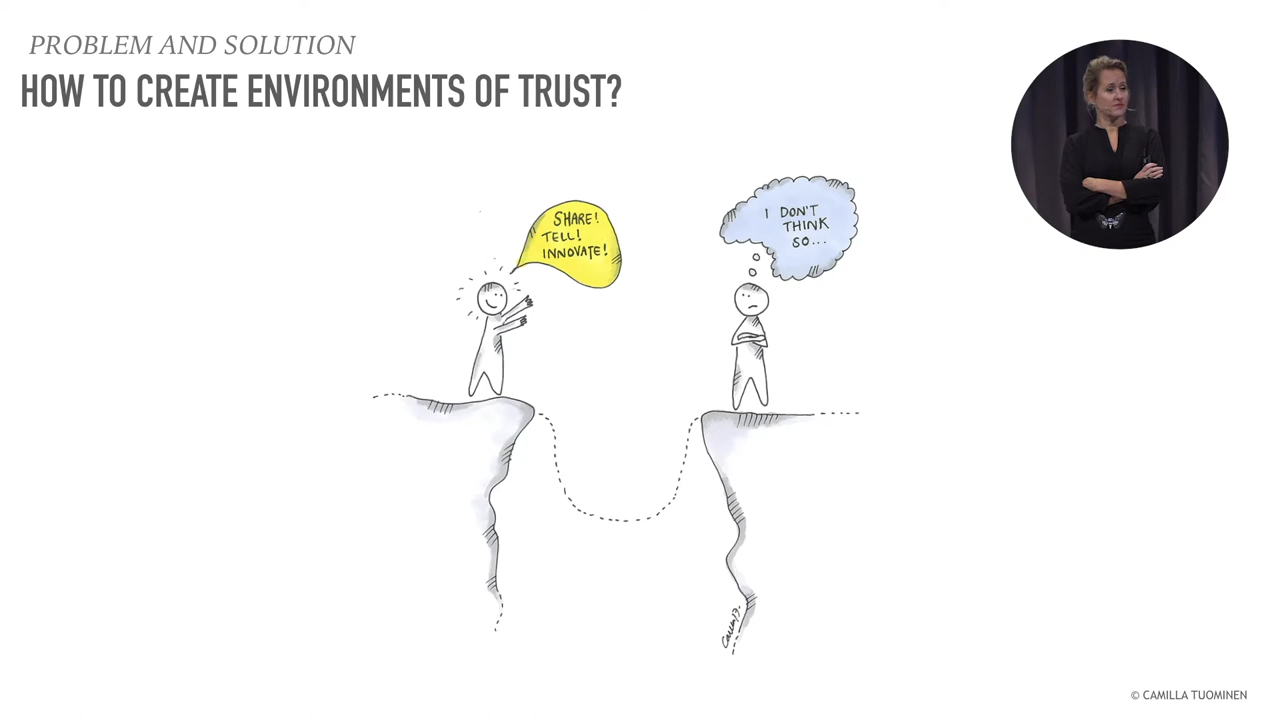 PROBLEM AND SOLUTION
HOW TO CREATE ENVIRONMENTS OF TRUST?
SHARE!
TELL!
INNOVATE!
I DON'T
THINK
SO...
© CAMILLA TUOMINEN